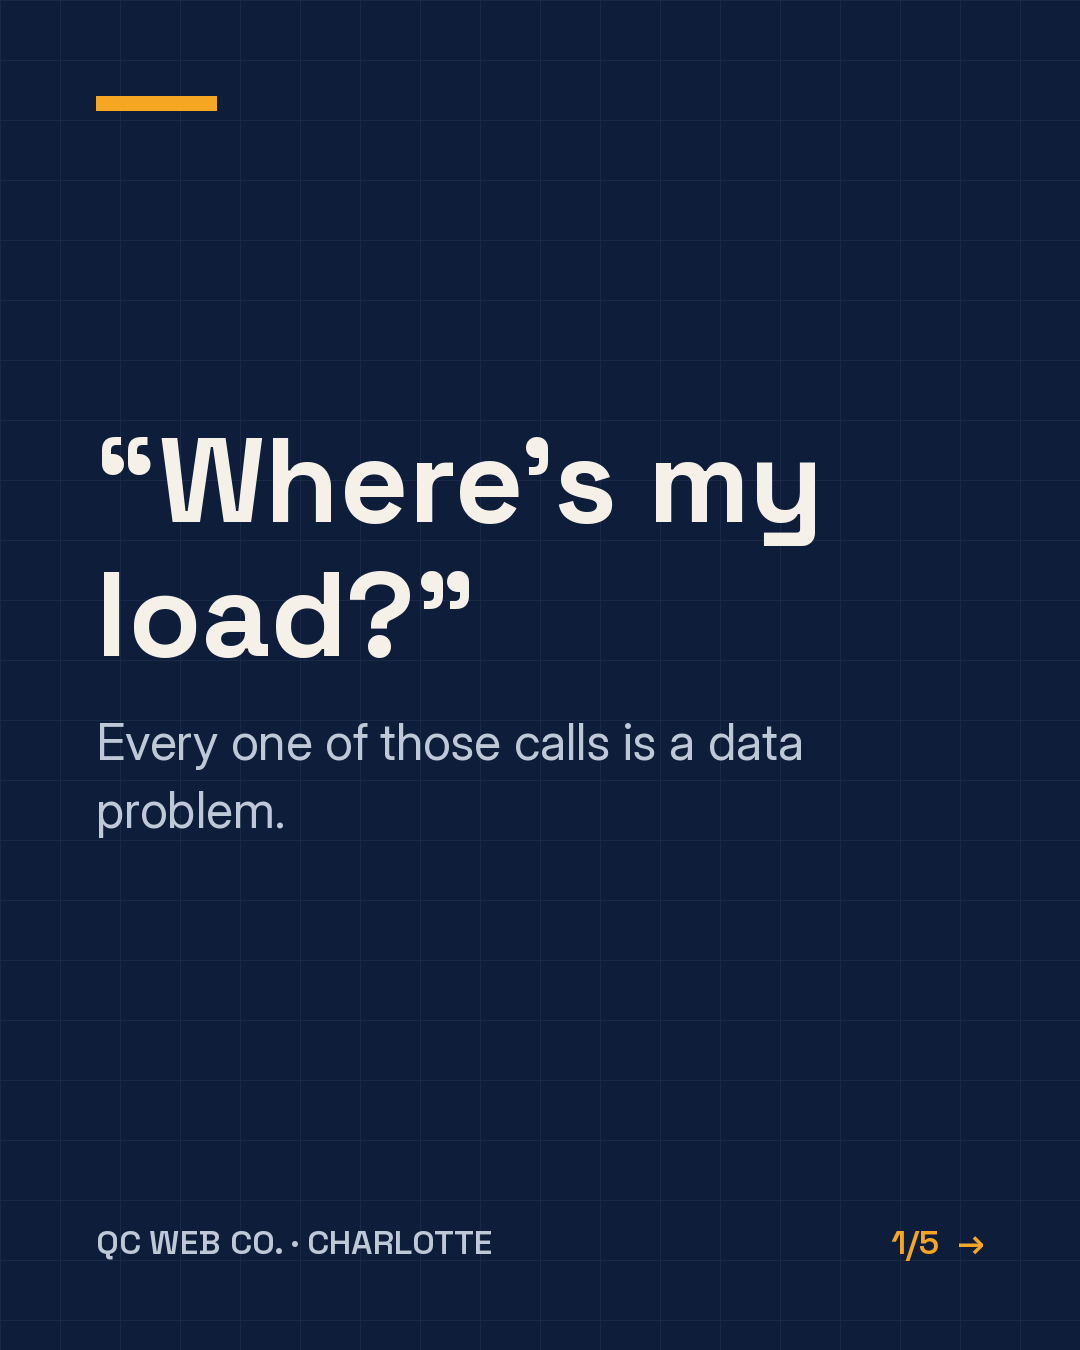 “Where’s my
load?”
Every one of those calls is a data
problem.
QC WEB CO. · CHARLOTTE
1/5 →